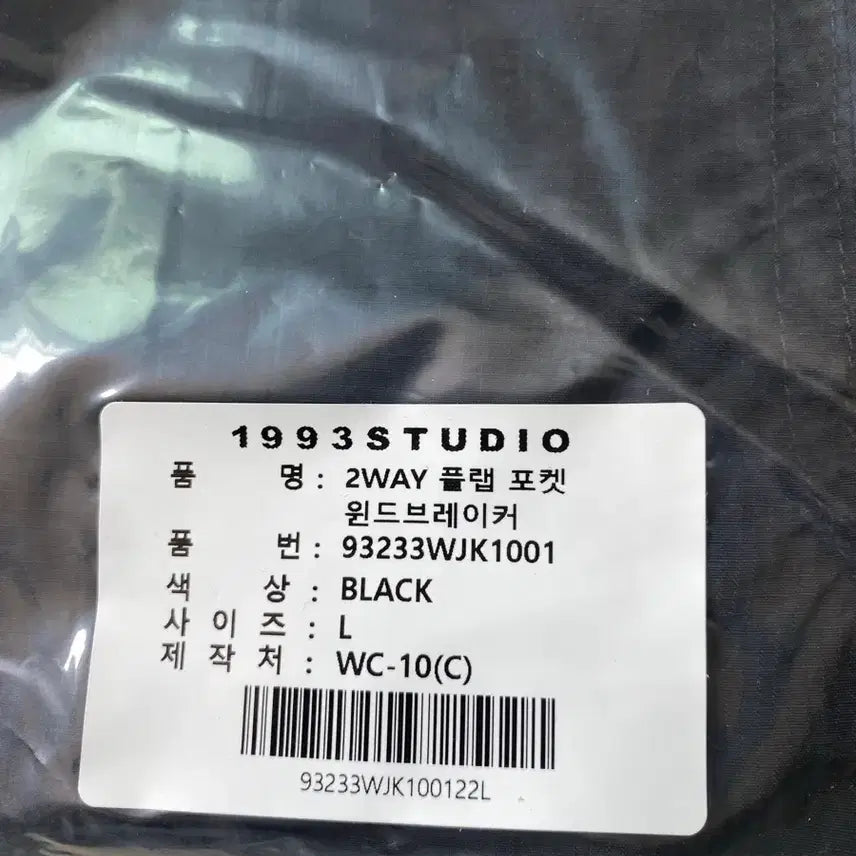 1993STUDIO
품 명 : 2WAY 플랩 포켓
윈드브레이커
품 번 : 93233WJK1001
색 상 : BLACK
사 이 즈 : L
제 작 처 : WC-10(C)
93233WJK100122L